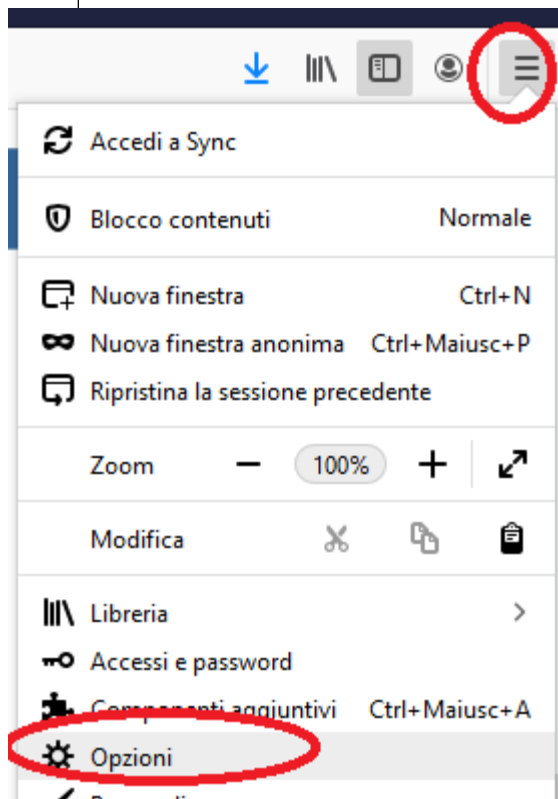 Accedi a Sync
Blocco contenuti Normale
Nuova finestra Ctrl+N
Nuova finestra anonima Ctrl+Maiusc+P
Ripristina la sessione precedente
Zoom − 100% +
Modifica
Libreria
Accessi e password
Componenti aggiuntivi Ctrl+Maiusc+A
Opzioni